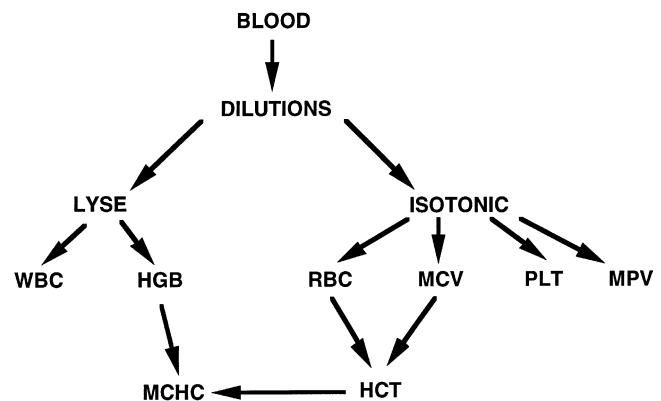 BLOOD
DILUTIONS
LYSE
ISOTONIC
WBC
HGB
RBC
MCV
PLT
MPV
MCHC
HCT